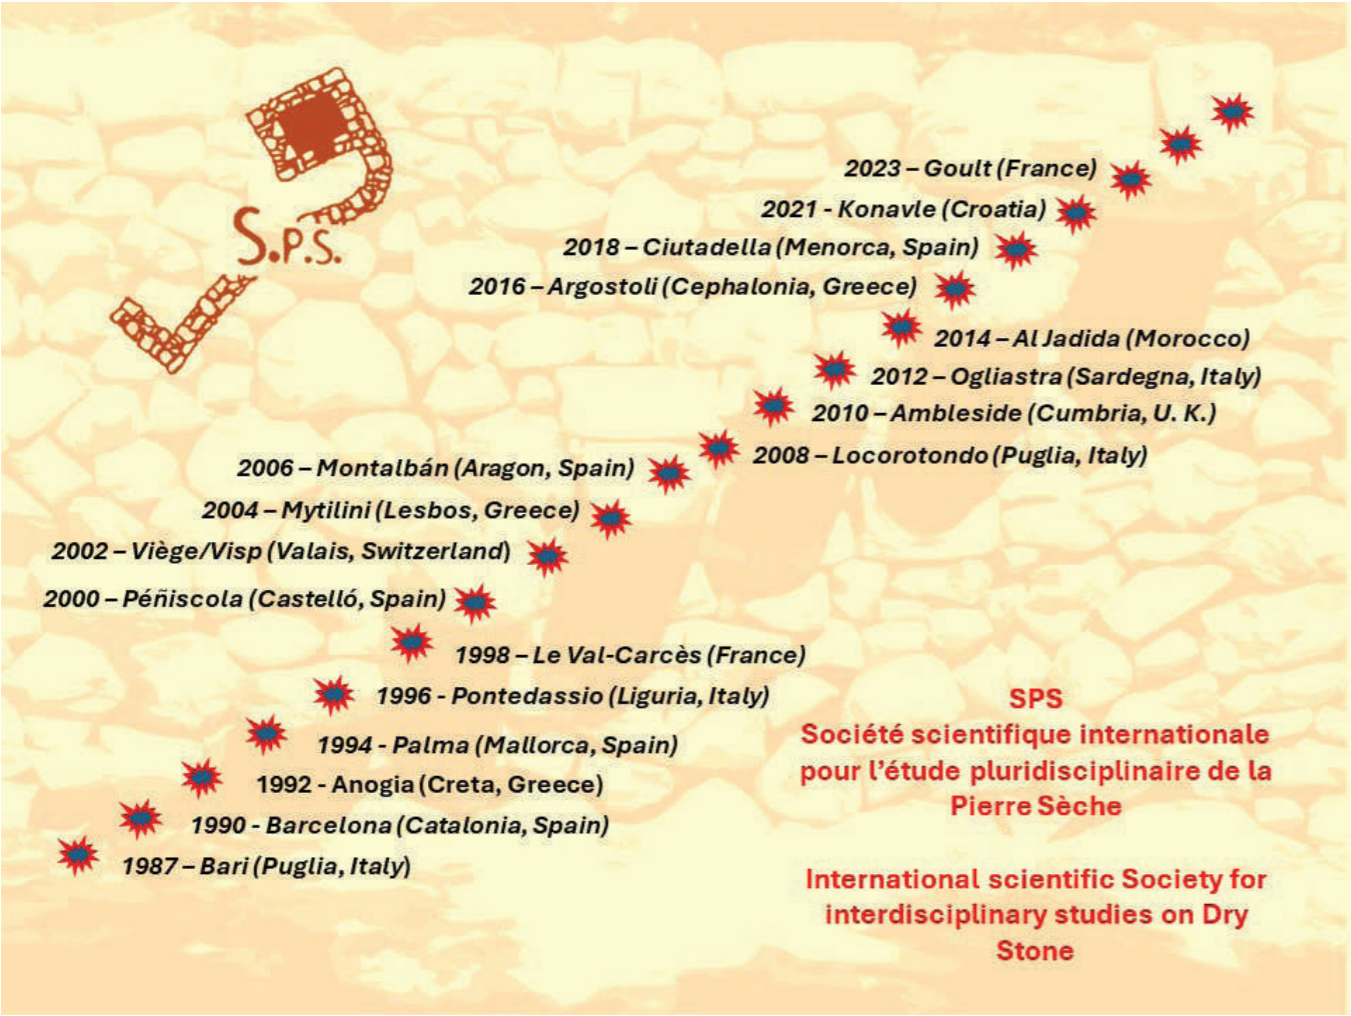 S.P.S.
2023 – Goult (France)
2021 - Konavle (Croatia)
2018 – Ciutadella (Menorca, Spain)
2016 – Argostoli (Cephalonia, Greece)
2014 – Al Jadida (Morocco)
2012 – Ogliastra (Sardegna, Italy)
2010 – Ambleside (Cumbria, U. K.)
2008 – Locorotondo (Puglia, Italy)
2006 – Montalbán (Aragon, Spain)
2004 – Mytilini (Lesbos, Greece)
2002 – Viège/Visp (Valais, Switzerland)
2000 – Péñiscola (Castelló, Spain)
1998 – Le Val-Carcès (France)
1996 - Pontedassio (Liguria, Italy)
1994 - Palma (Mallorca, Spain)
1992 - Anogia (Creta, Greece)
1990 - Barcelona (Catalonia, Spain)
1987 – Bari (Puglia, Italy)
SPS
Société scientifique internationale
pour l’étude pluridisciplinaire de la
Pierre Sèche
International scientific Society for
interdisciplinary studies on Dry
Stone